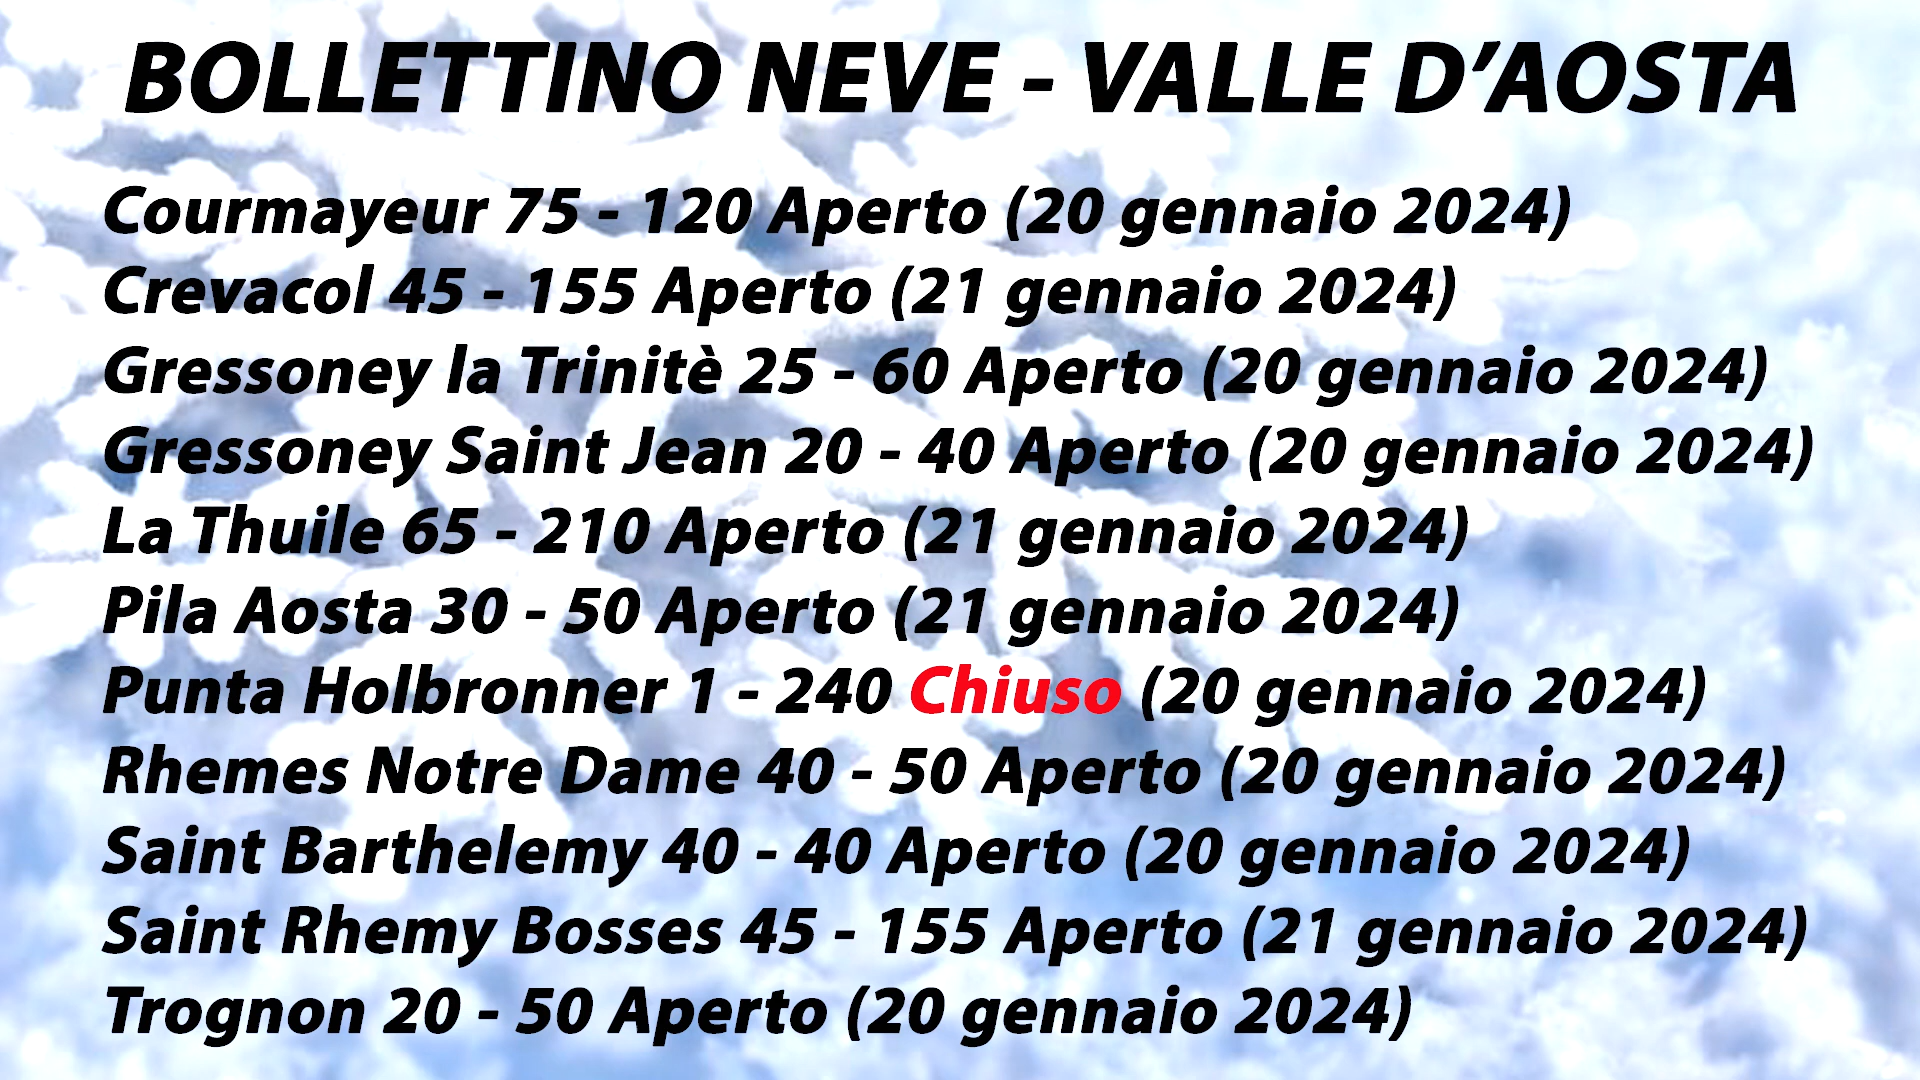 BOLLETTINO NEVE - VALLE D’AOSTA
Courmayeur 75 - 120 Aperto (20 gennaio 2024)
Crevacol 45 - 155 Aperto (21 gennaio 2024)
Gressoney la Trinitè 25 - 60 Aperto (20 gennaio 2024)
Gressoney Saint Jean 20 - 40 Aperto (20 gennaio 2024)
La Thuile 65 - 210 Aperto (21 gennaio 2024)
Pila Aosta 30 - 50 Aperto (21 gennaio 2024)
Punta Holbronner 1 - 240 Chiuso (20 gennaio 2024)
Rhemes Notre Dame 40 - 50 Aperto (20 gennaio 2024)
Saint Barthelemy 40 - 40 Aperto (20 gennaio 2024)
Saint Rhemy Bosses 45 - 155 Aperto (21 gennaio 2024)
Trognon 20 - 50 Aperto (20 gennaio 2024)